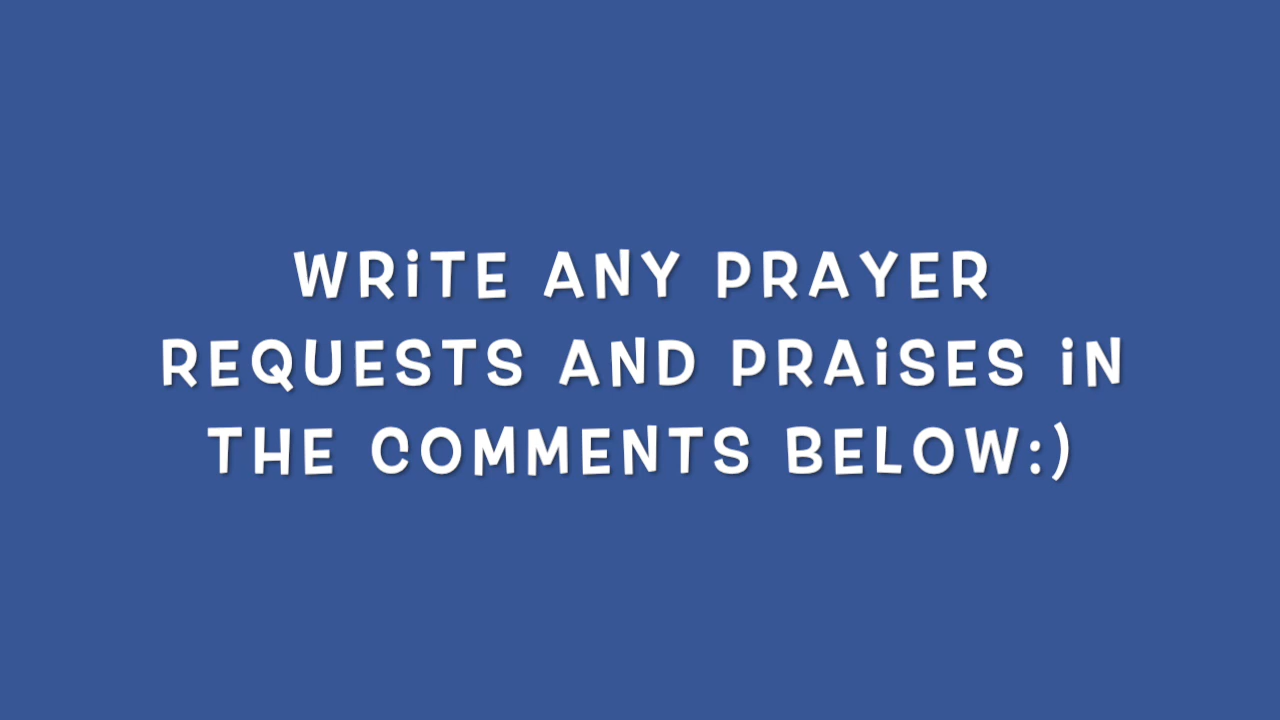 WRiTE ANY PRAYER
REQUESTS AND PRAiSES iN
THE COMMENTS BELOW:)